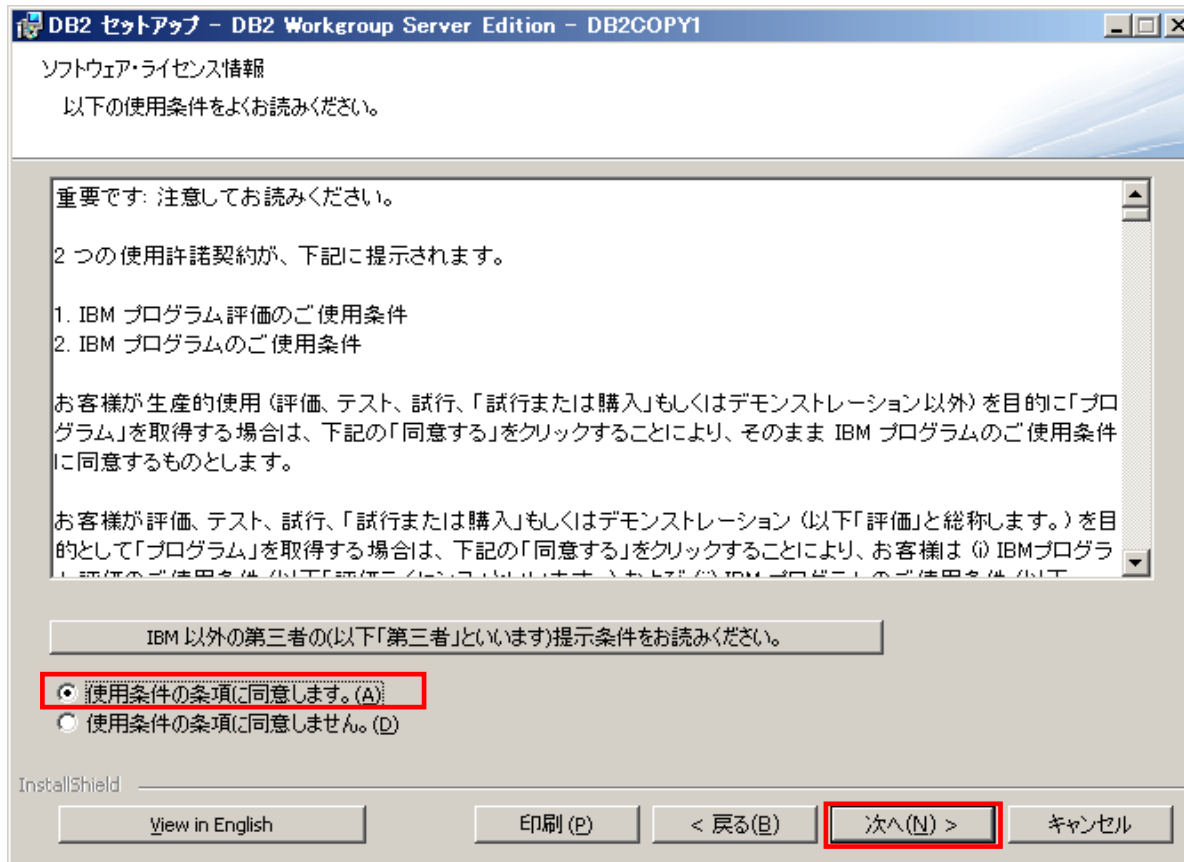 DB2 セットアップ - DB2 Workgroup Server Edition - DB2COPY1
ソフトウェア・ライセンス情報
以下の使用条件をよくお読みください。
重要です: 注意してお読みください。
2 つの使用許諾契約が、下記に提示されます。
1. IBM プログラム評価のご使用条件
2. IBM プログラムのご使用条件
お客様が生産的使用 (評価、テスト、試行、「試行または購入」もしくはデモンストレーション以外) を目的に「プロ
グラム」を取得する場合は、下記の「同意する」をクリックすることにより、そのまま IBM プログラムのご使用条件
に同意するものとします。
お客様が評価、テスト、試行、「試行または購入」もしくはデモンストレーション (以下「評価」と総称します。) を目
的として「プログラム」を取得する場合は、下記の「同意する」をクリックすることにより、お客様は (i) IBMプログラ
IBM 以外の第三者の(以下「第三者」といいます)提示条件をお読みください。
使用条件の条項に同意します。(A)
使用条件の条項に同意しません。(D)
InstallShield
View in English
印刷 (P)
< 戻る(B)
次へ(N) >
キャンセル